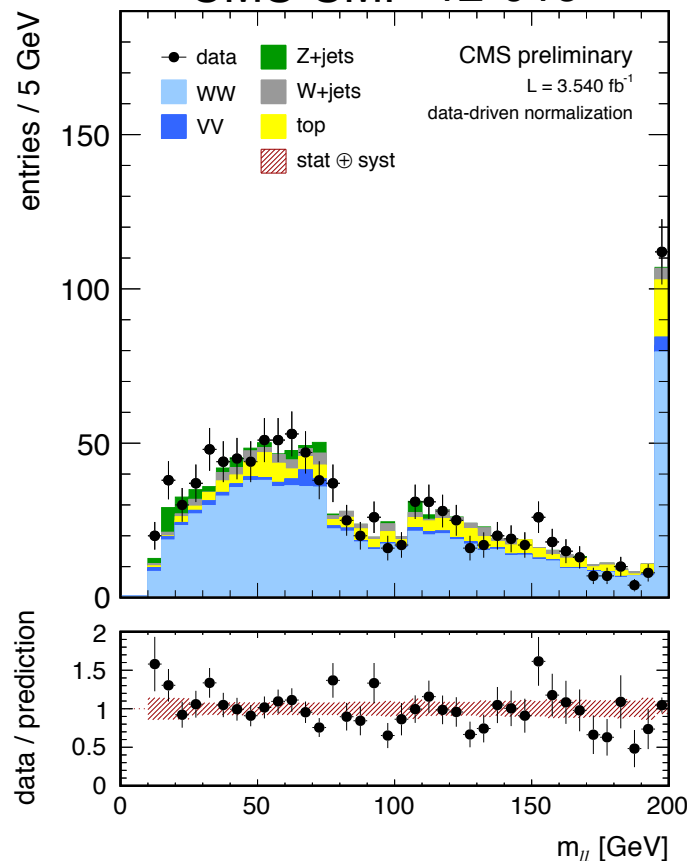 data
WW
VV
Z+jets
W+jets
top
stat ⊕ syst
CMS preliminary
L = 3.540 fb⁻¹
data-driven normalization
entries / 5 GeV
150
100
50
0
data / prediction
2
1.5
1
0.5
0
0 50 100 150 200
m_ll [GeV]